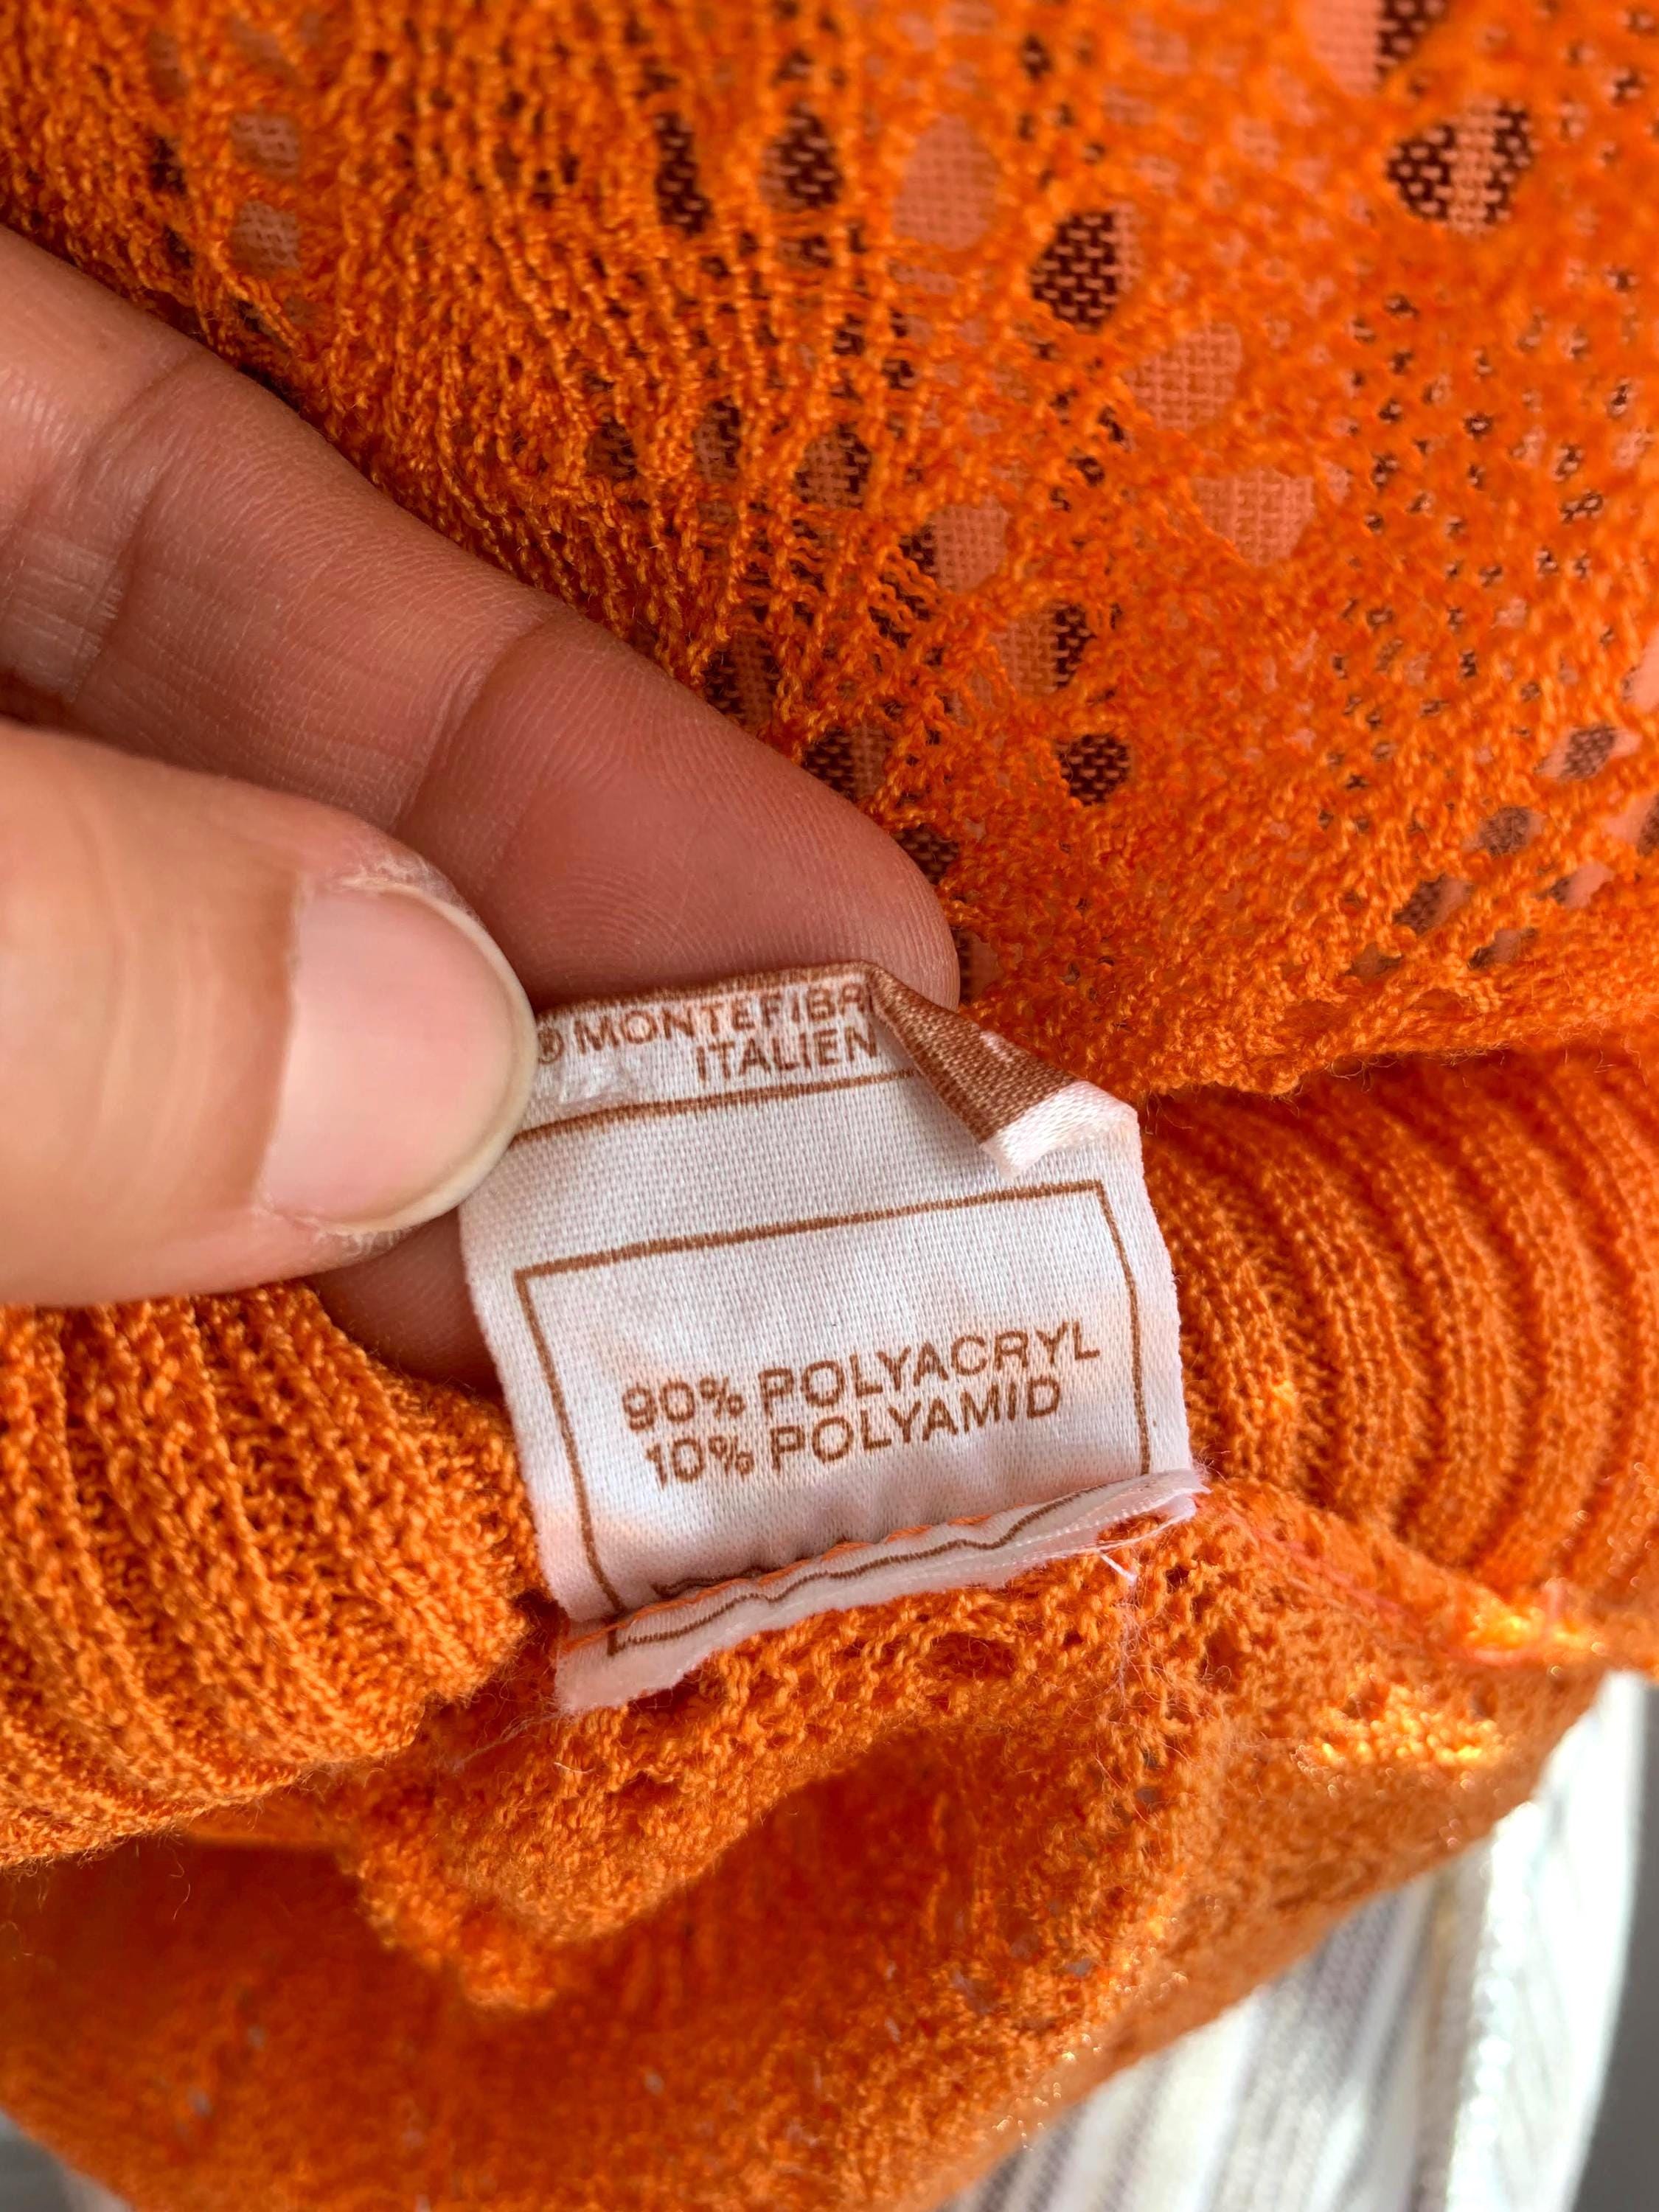 ® MONTEFIBR
ITALIEN
90% POLYACRYL
10% POLYAMID